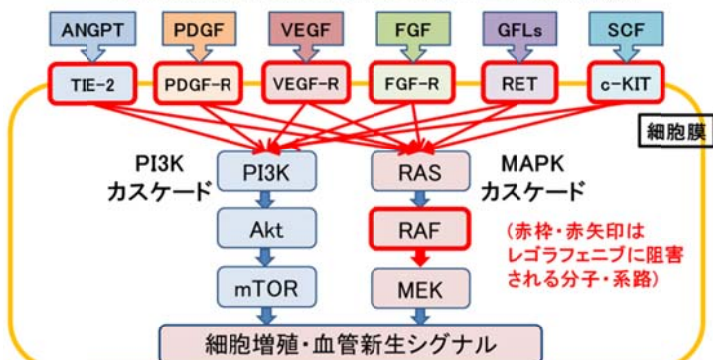 ANGPT PDGF VEGF FGF GFLs SCF
TIE-2 PDGF-R VEGF-R FGF-R RET c-KIT
細胞膜
PI3K
カスケード
PI3K RAS
MAPK
カスケード
Akt RAF
(赤枠・赤矢印は
レゴラフェニブに阻害
される分子・系路)
mTOR MEK
細胞増殖・血管新生シグナル